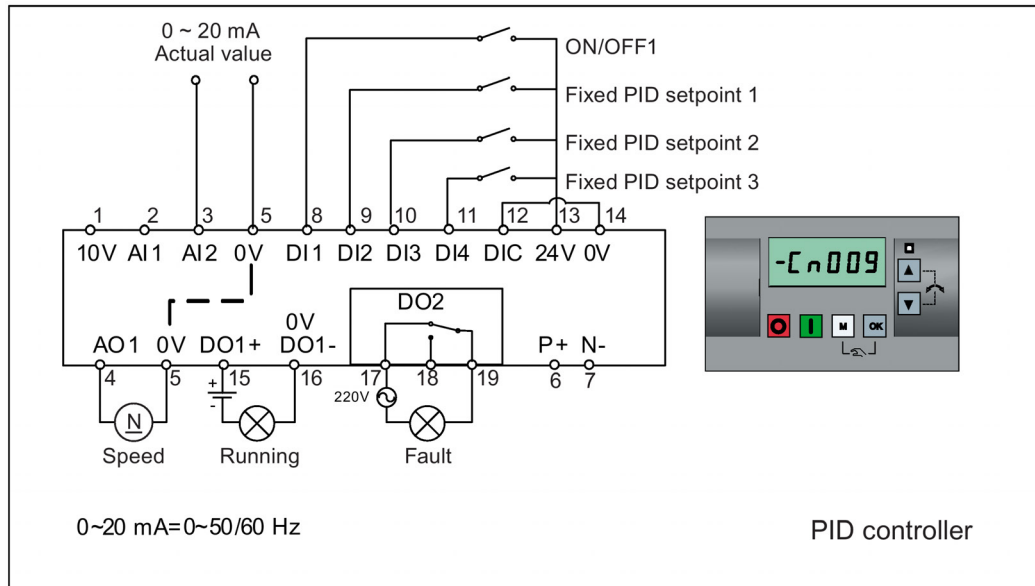 0 ~ 20 mA
Actual value
ON/OFF1
Fixed PID setpoint 1
Fixed PID setpoint 2
Fixed PID setpoint 3
1 2 3 5 8 9 10 11 12 13 14
10V AI1 AI2 0V DI1 DI2 DI3 DI4 DIC 24V 0V
-Cn009
M OK
DO2
0V
AO1 0V DO1+ DO1- P+ N-
4 5 15 16 17 18 19 6 7
+
-
220V
N
Speed Running Fault
0~20 mA=0~50/60 Hz
PID controller